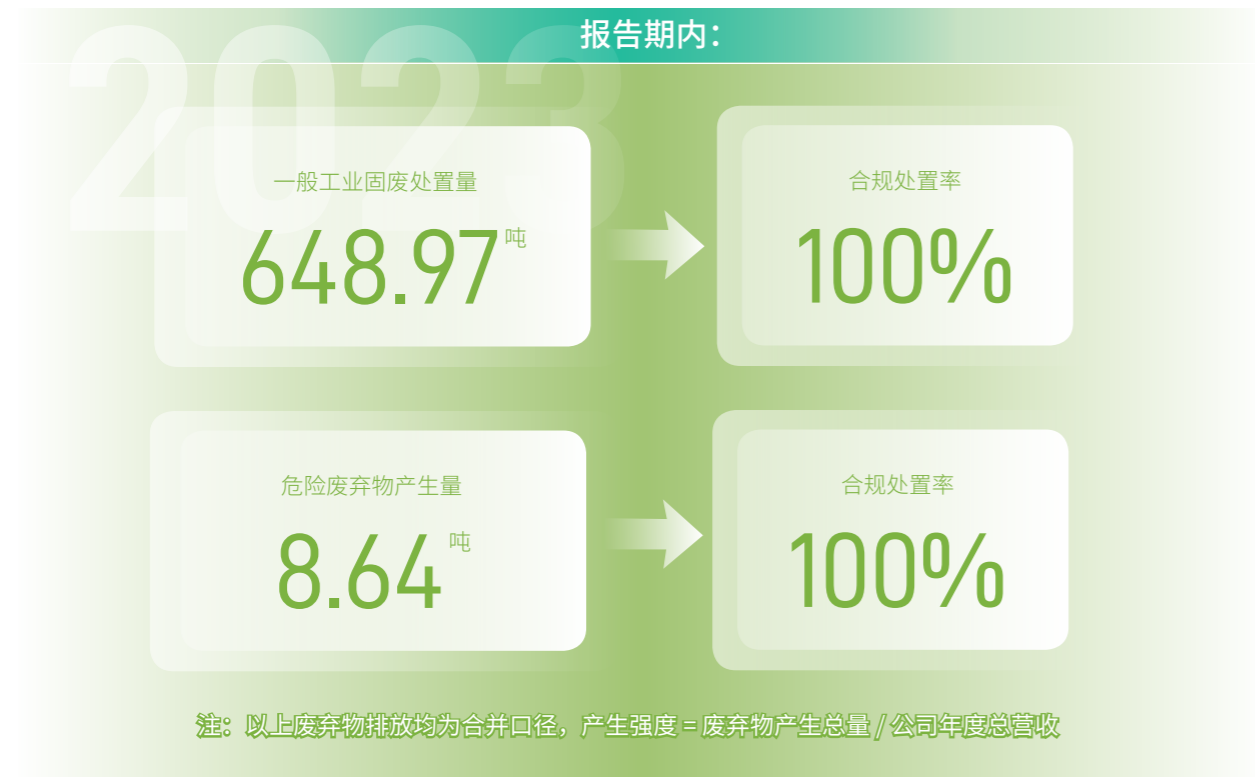 2023
报告期内：
一般工业固废处置量
648.97吨
合规处置率
100%
危险废弃物产生量
8.64吨
合规处置率
100%
注：以上废弃物排放均为合并口径，产生强度 = 废弃物产生总量 / 公司年度总营收